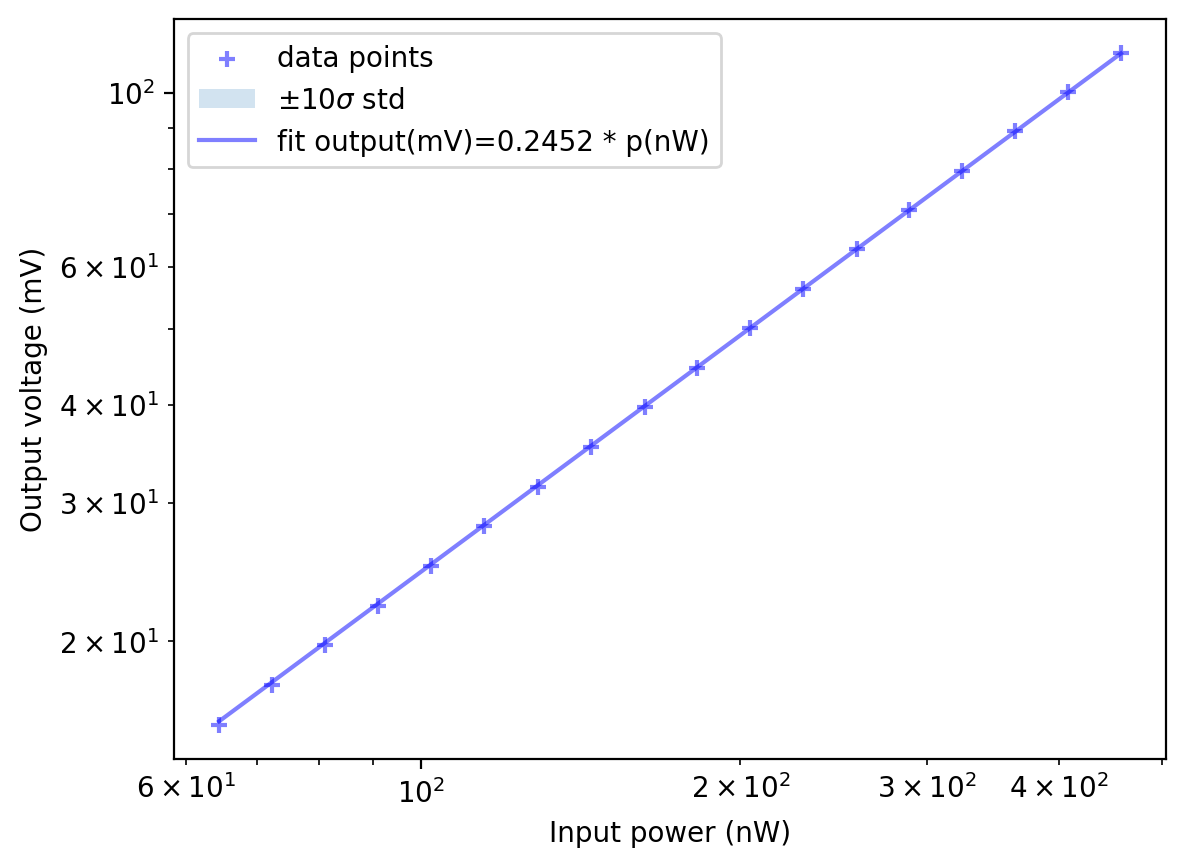 data points
±10σ std
fit output(mV)=0.2452 * p(nW)
Output voltage (mV)
10²
6 × 10¹
4 × 10¹
3 × 10¹
2 × 10¹
6 × 10¹
10²
2 × 10²
3 × 10²
4 × 10²
Input power (nW)